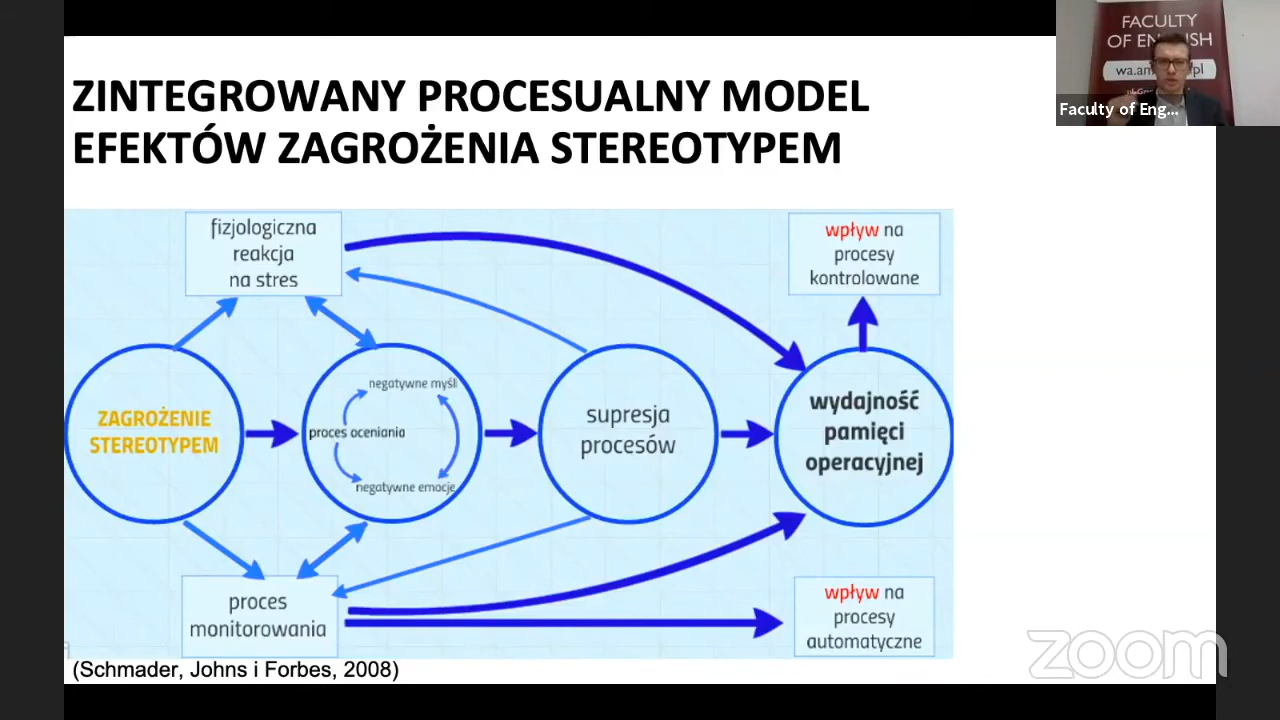 ZINTEGROWANY PROCESUALNY MODEL
EFEKTÓW ZAGROŻENIA STEREOTYPEM
FACULTY
OF ENGLISH
Faculty of Eng...
fizjologiczna
reakcja
na stres
wpływ na
procesy
kontrolowane
ZAGROŻENIE
STEREOTYPEM
negatywne myśli
proces oceniania
negatywne emocje
supresja
procesów
wydajność
pamięci
operacyjnej
proces
monitorowania
wpływ na
procesy
automatyczne
(Schmader, Johns i Forbes, 2008)
zoom